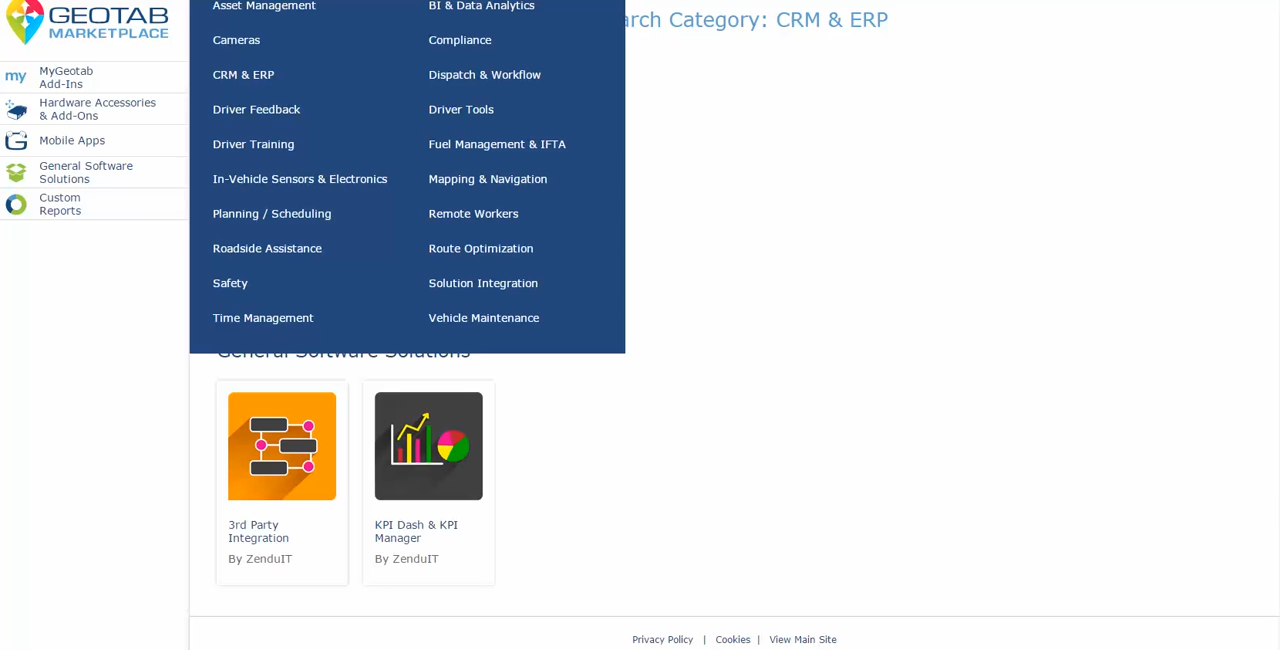 GEOTAB
MARKETPLACE
my
MyGeotab
Add-Ins
Hardware Accessories
& Add-Ons
Mobile Apps
General Software
Solutions
Custom
Reports
Asset Management
BI & Data Analytics
Cameras
Compliance
CRM & ERP
Dispatch & Workflow
Driver Feedback
Driver Tools
Driver Training
Fuel Management & IFTA
In-Vehicle Sensors & Electronics
Mapping & Navigation
Planning / Scheduling
Remote Workers
Roadside Assistance
Route Optimization
Safety
Solution Integration
Time Management
Vehicle Maintenance
arch Category: CRM & ERP
General Software Solutions
3rd Party
Integration
By ZenduIT
KPI Dash & KPI
Manager
By ZenduIT
Privacy Policy | Cookies | View Main Site